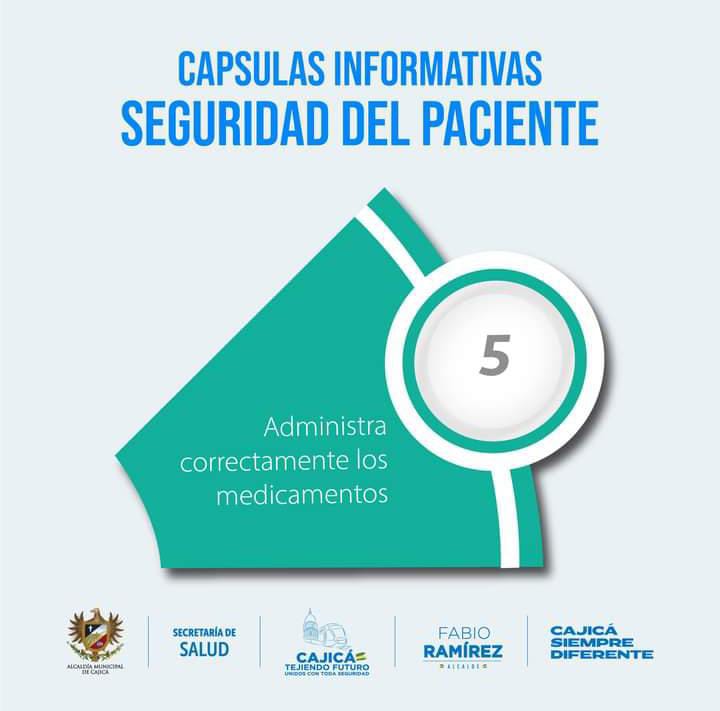 CAPSULAS INFORMATIVAS
SEGURIDAD DEL PACIENTE
5
Administra
correctamente los
medicamentos
ALCALDÍA MUNICIPAL
DE CAJICÁ
SECRETARÍA DE
SALUD
CAJICÁ
TEJIENDO FUTURO
UNIDOS CON TODA SEGURIDAD
FABIO
RAMÍREZ
ALCALDE
CAJICÁ
SIEMPRE
DIFERENTE